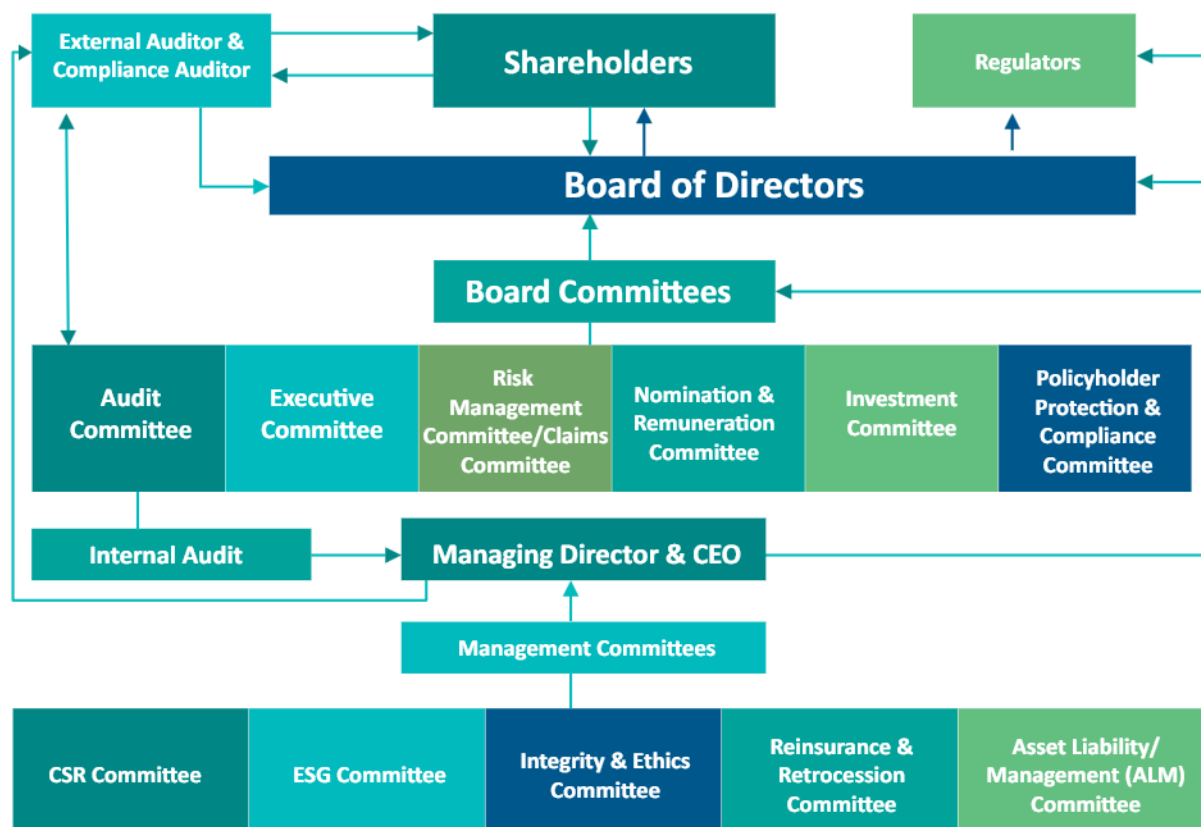 External Auditor &
Compliance Auditor
Shareholders
Regulators
Board of Directors
Board Committees
Audit
Committee
Executive
Committee
Risk
Management
Committee/Claims
Committee
Nomination &
Remuneration
Committee
Investment
Committee
Policyholder
Protection &
Compliance
Committee
Internal Audit
Managing Director & CEO
Management Committees
CSR Committee
ESG Committee
Integrity & Ethics
Committee
Reinsurance &
Retrocession
Committee
Asset Liability/
Management (ALM)
Committee